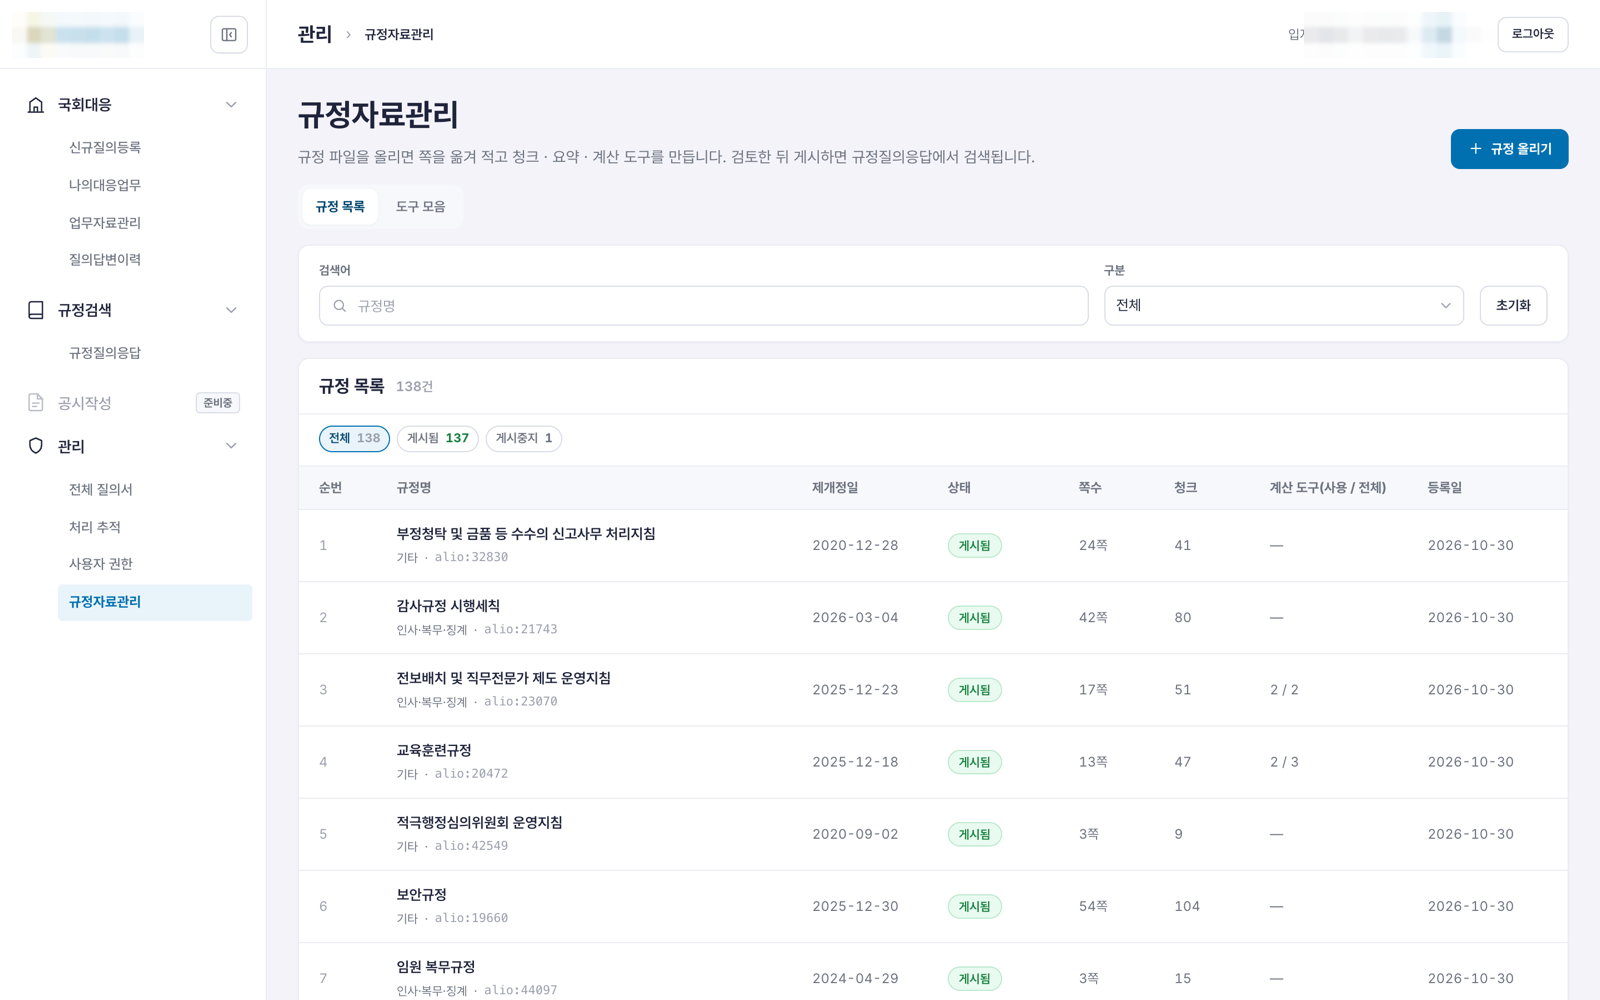 관리 › 규정자료관리
로그아웃
국회대응
신규질의등록
나의대응업무
업무자료관리
질의답변이력
규정검색
규정질의응답
공시작성 준비중
관리
전체 질의서
처리 추적
사용자 권한
규정자료관리
규정자료관리
규정 파일을 올리면 쪽을 옮겨 적고 청크 · 요약 · 계산 도구를 만듭니다. 검토한 뒤 게시하면 규정질의응답에서 검색됩니다.
+ 규정 올리기
규정 목록 도구 모음
검색어 구분
규정명 전체 초기화
규정 목록 138건
전체 138 게시됨 137 게시중지 1
순번 규정명 제개정일 상태 쪽수 청크 계산 도구(사용 / 전체) 등록일
1 부정청탁 및 금품 등 수수의 신고사무 처리지침 2020-12-28 게시됨 24쪽 41 — 2026-10-30
기타 · alio:32830
2 감사규정 시행세칙 2026-03-04 게시됨 42쪽 80 — 2026-10-30
인사·복무·징계 · alio:21743
3 전보배치 및 직무전문가 제도 운영지침 2025-12-23 게시됨 17쪽 51 2 / 2 2026-10-30
인사·복무·징계 · alio:23070
4 교육훈련규정 2025-12-18 게시됨 13쪽 47 2 / 3 2026-10-30
기타 · alio:20472
5 적극행정심의위원회 운영지침 2020-09-02 게시됨 3쪽 9 — 2026-10-30
기타 · alio:42549
6 보안규정 2025-12-30 게시됨 54쪽 104 — 2026-10-30
기타 · alio:19660
7 임원 복무규정 2024-04-29 게시됨 3쪽 15 — 2026-10-30
인사·복무·징계 · alio:44097